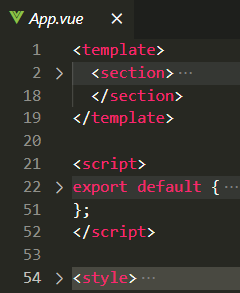 App.vue ×
1 <template>
2 > <section>···
18 </section>
19 </template>
20
21 <script>
22 > export default {···
51 };
52 </script>
53
54 > <style>···